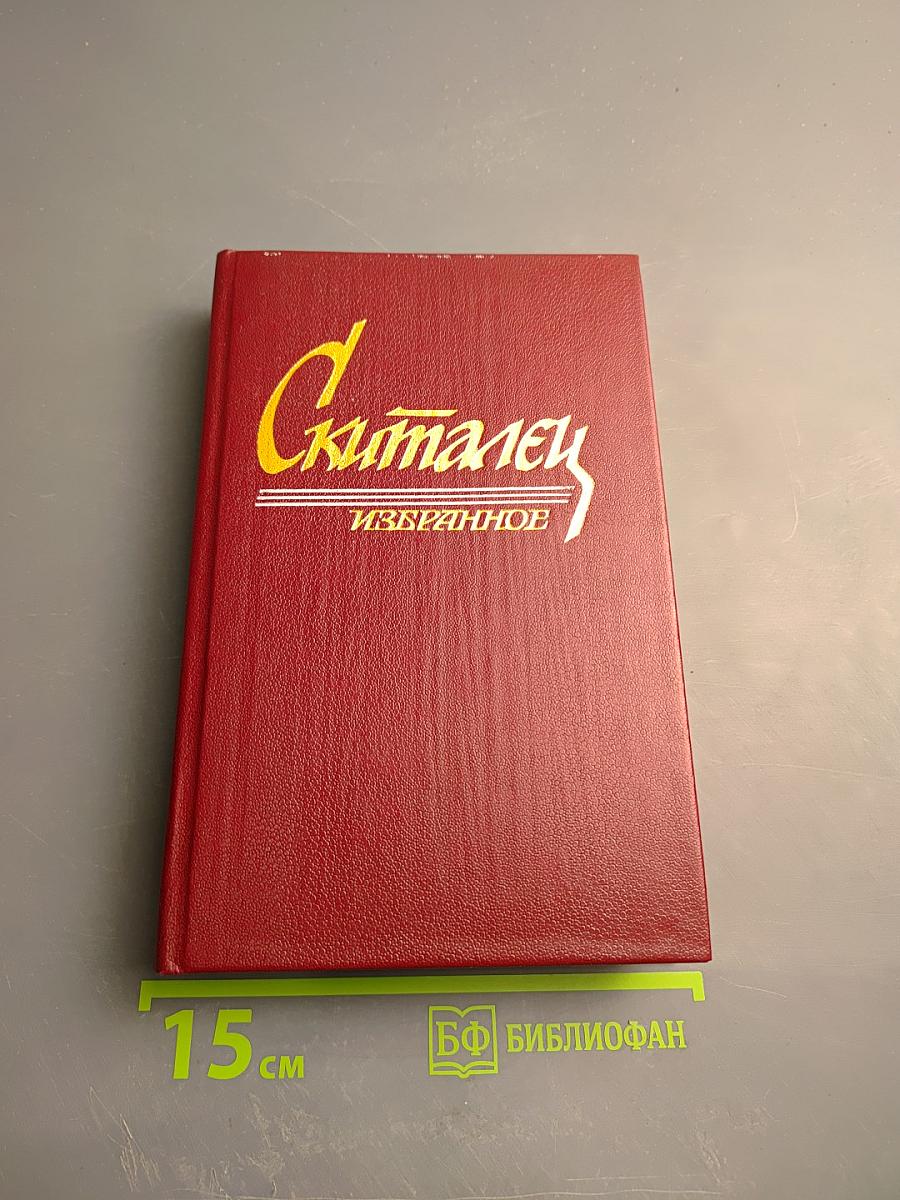 Скиталец
ИЗБРАННОЕ
15 см
БФ БИБЛИОФАН